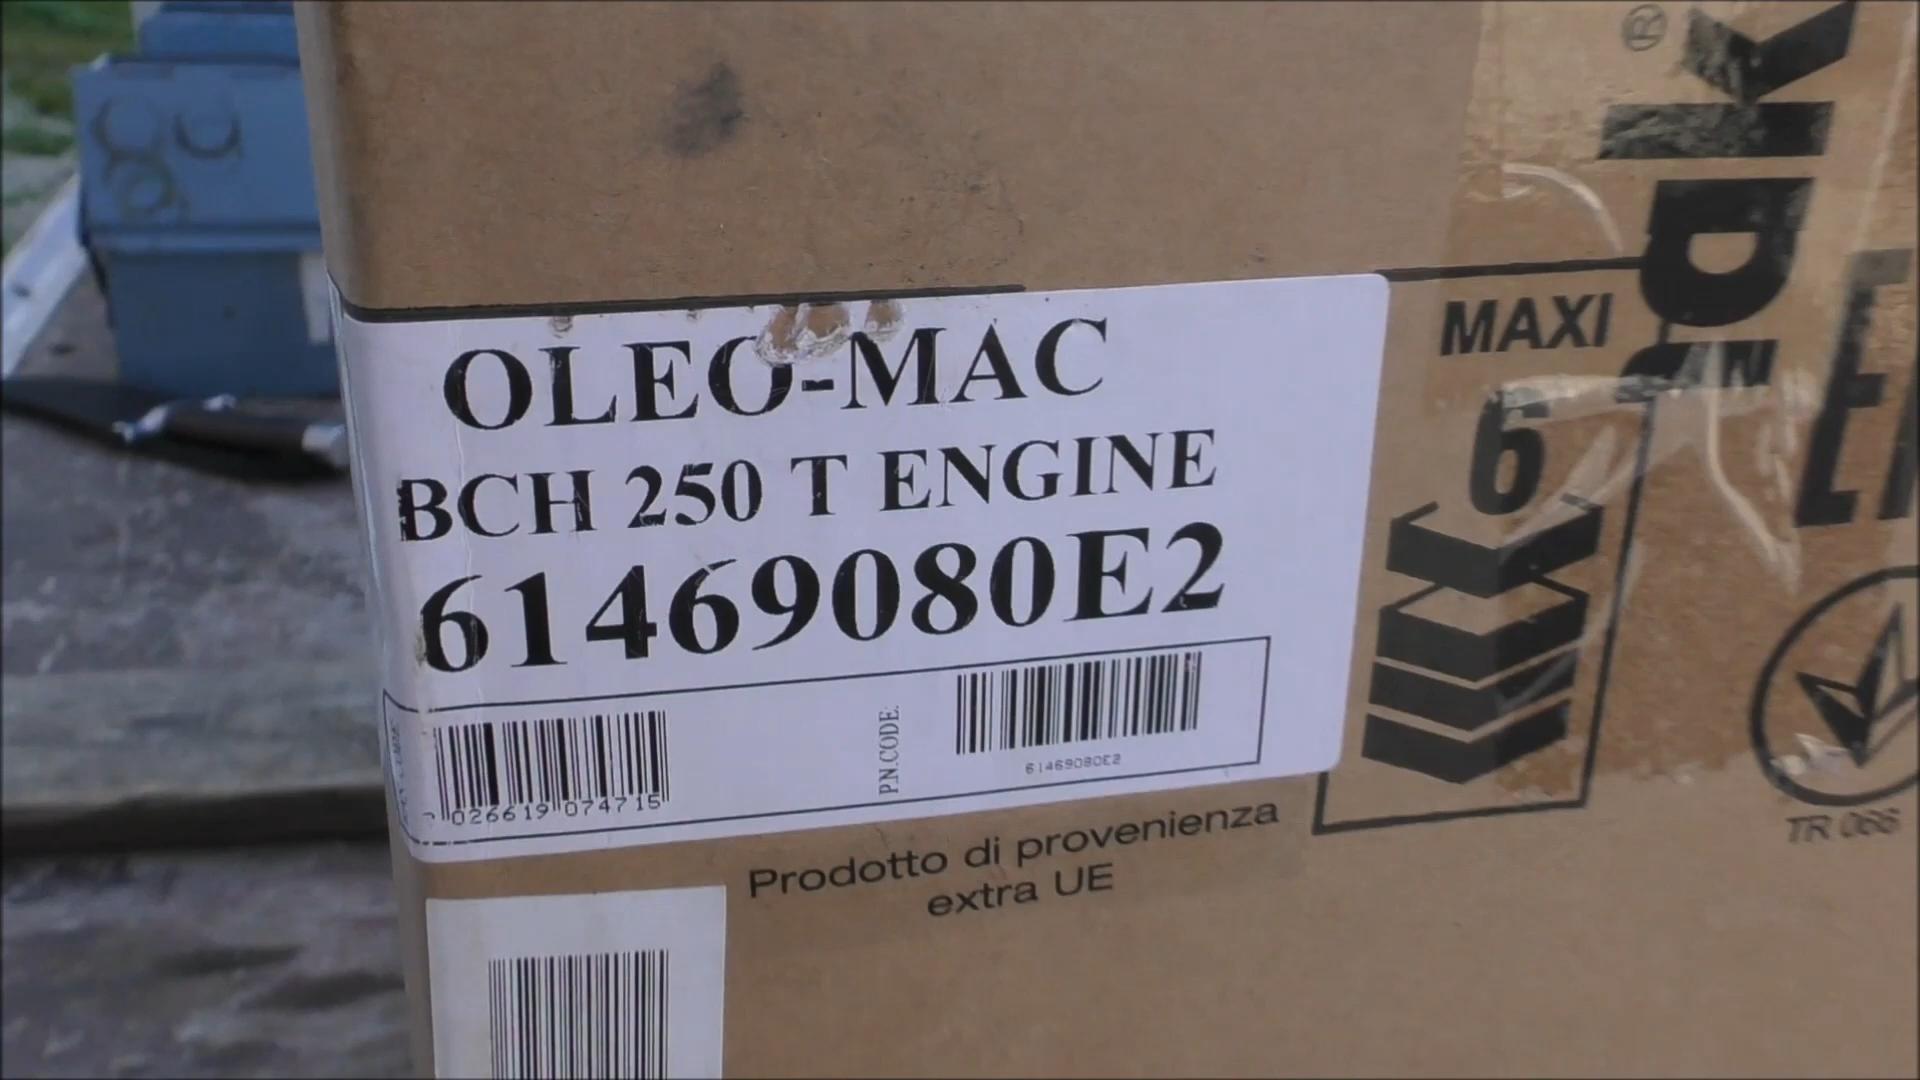 OLEO-MAC
BCH 250 T ENGINE
61469080E2
026619 074715
P.N.CODE.
61469080E2
MAXI
6
Prodotto di provenienza
extra UE
TR 066
®